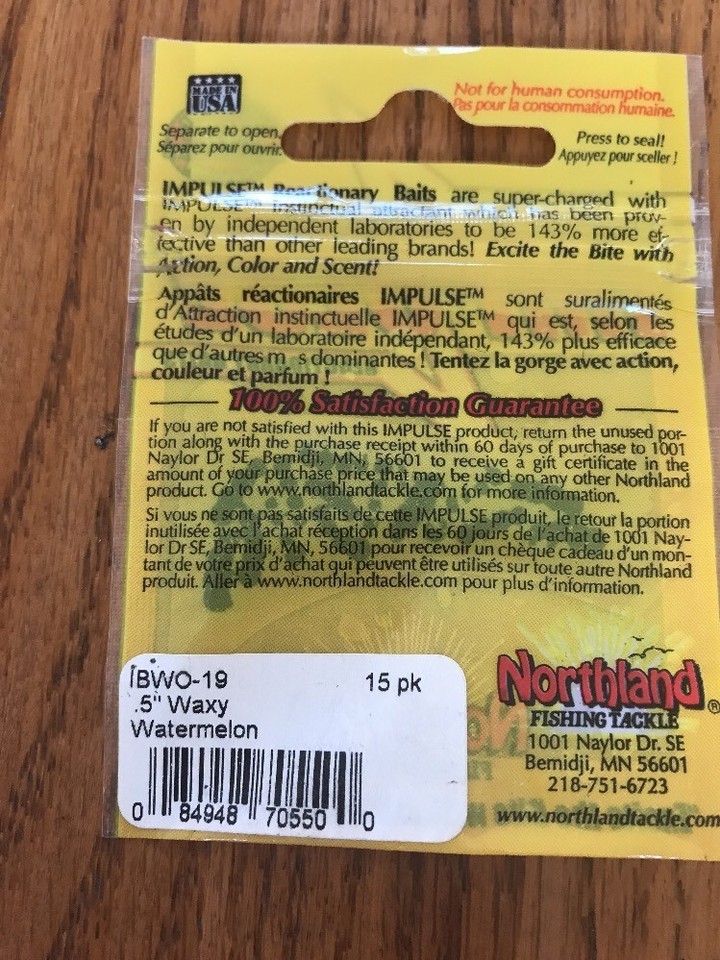 MADE IN
USA
Not for human consumption.
Pas pour la consommation humaine.
Separate to open.
Séparez pour ouvrir.
Press to seal!
Appuyez pour sceller !
IMPULSE™ Reactionary Baits are super-charged with
IMPULSE™ instinctual attractant which has been prov-
en by independent laboratories to be 143% more ef-
fective than other leading brands! Excite the Bite with
Action, Color and Scent!
Appâts réactionaires IMPULSE™ sont suralimentés
d'Attraction instinctuelle IMPULSE™ qui est, selon les
études d'un laboratoire indépendant, 143% plus efficace
que d'autres m s dominantes ! Tentez la gorge avec action,
couleur et parfum !
100% Satisfaction Guarantee
If you are not satisfied with this IMPULSE product, return the unused por-
tion along with the purchase receipt within 60 days of purchase to 1001
Naylor Dr SE, Bemidji, MN, 56601 to receive a gift certificate in the
amount of your purchase price that may be used on any other Northland
product. Go to www.northlandtackle.com for more information.
Si vous ne sont pas satisfaits de cette IMPULSE produit, le retour la portion
inutilisée avec l'achat réception dans les 60 jours de l'achat de 1001 Nay-
lor Dr SE, Bemidji, MN, 56601 pour recevoir un chèque cadeau d'un mon-
tant de votre prix d'achat qui peuvent être utilisés sur toute autre Northland
produit. Aller à www.northlandtackle.com pour plus d'information.
IBWO-19 15 pk
.5" Waxy
Watermelon
0 84948 70550 0
Northland®
FISHING TACKLE
1001 Naylor Dr. SE
Bemidji, MN 56601
218-751-6723
www.northlandtackle.com